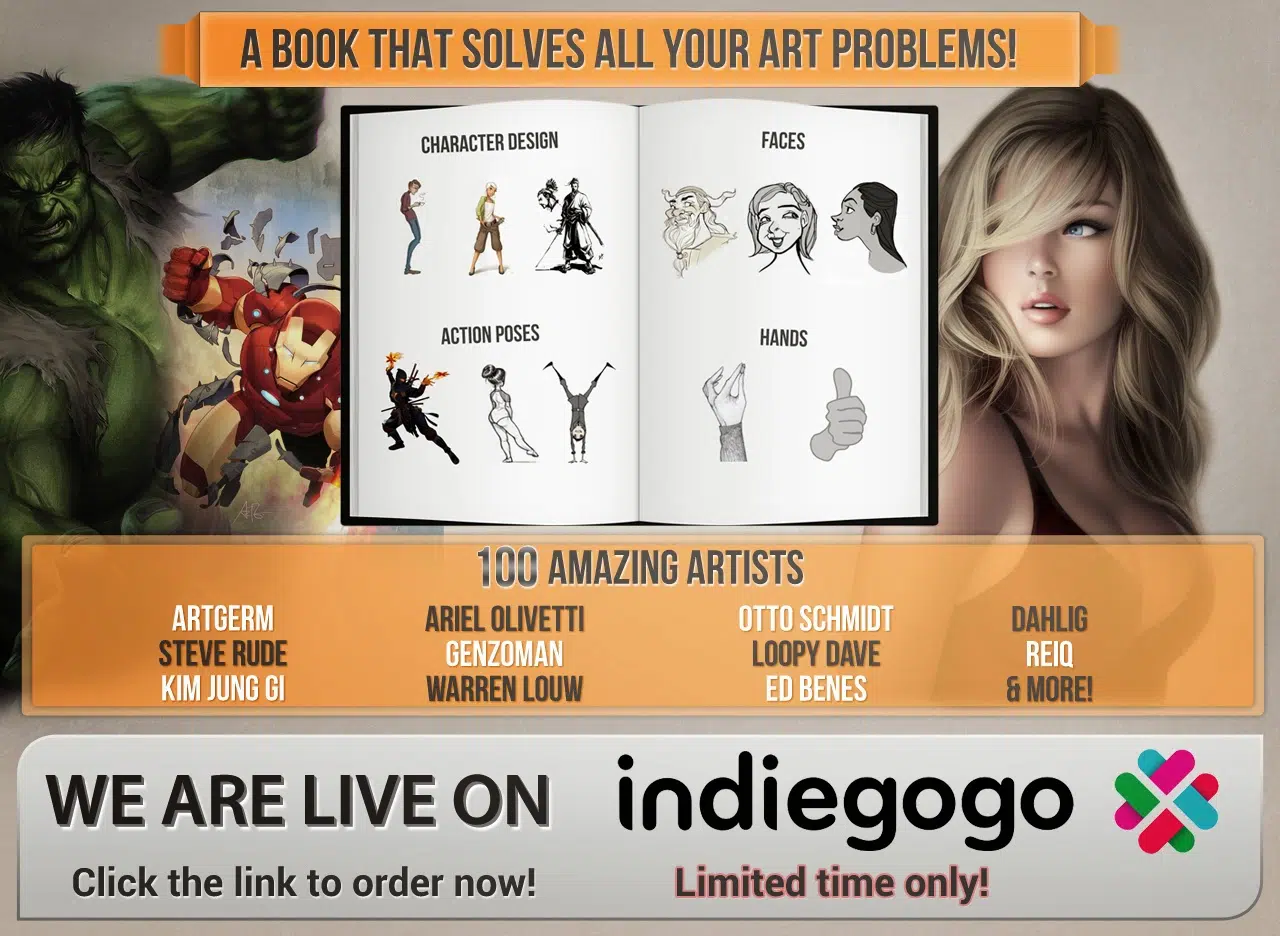 A BOOK THAT SOLVES ALL YOUR ART PROBLEMS!
CHARACTER DESIGN
FACES
ACTION POSES
HANDS
100 AMAZING ARTISTS
ARTGERM
STEVE RUDE
KIM JUNG GI
ARIEL OLIVETTI
GENZOMAN
WARREN LOUW
OTTO SCHMIDT
LOOPY DAVE
ED BENES
DAHLIG
REIQ
& MORE!
WE ARE LIVE ON
indiegogo
Click the link to order now!
Limited time only!